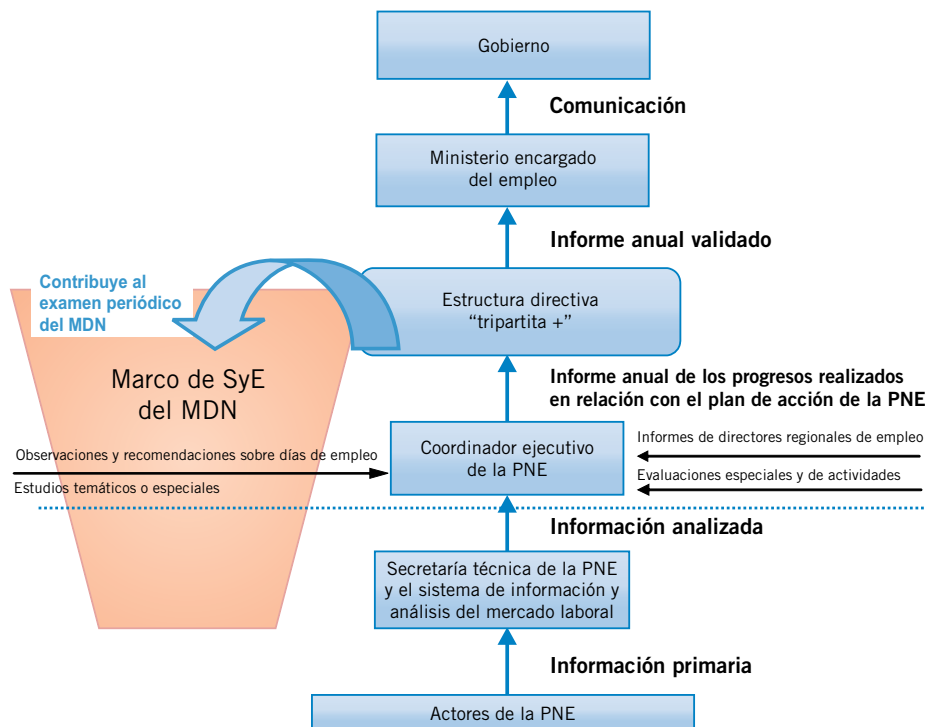 Gobierno
Comunicación
Ministerio encargado
del empleo
Informe anual validado
Contribuye al
examen periódico
del MDN
Estructura directiva
“tripartita +”
Marco de SyE
del MDN
Informe anual de los progresos realizados
en relación con el plan de acción de la PNE
Observaciones y recomendaciones sobre días de empleo
Estudios temáticos o especiales
Coordinador ejecutivo
de la PNE
Informes de directores regionales de empleo
Evaluaciones especiales y de actividades
Información analizada
Secretaría técnica de la PNE
y el sistema de información y
análisis del mercado laboral
Información primaria
Actores de la PNE